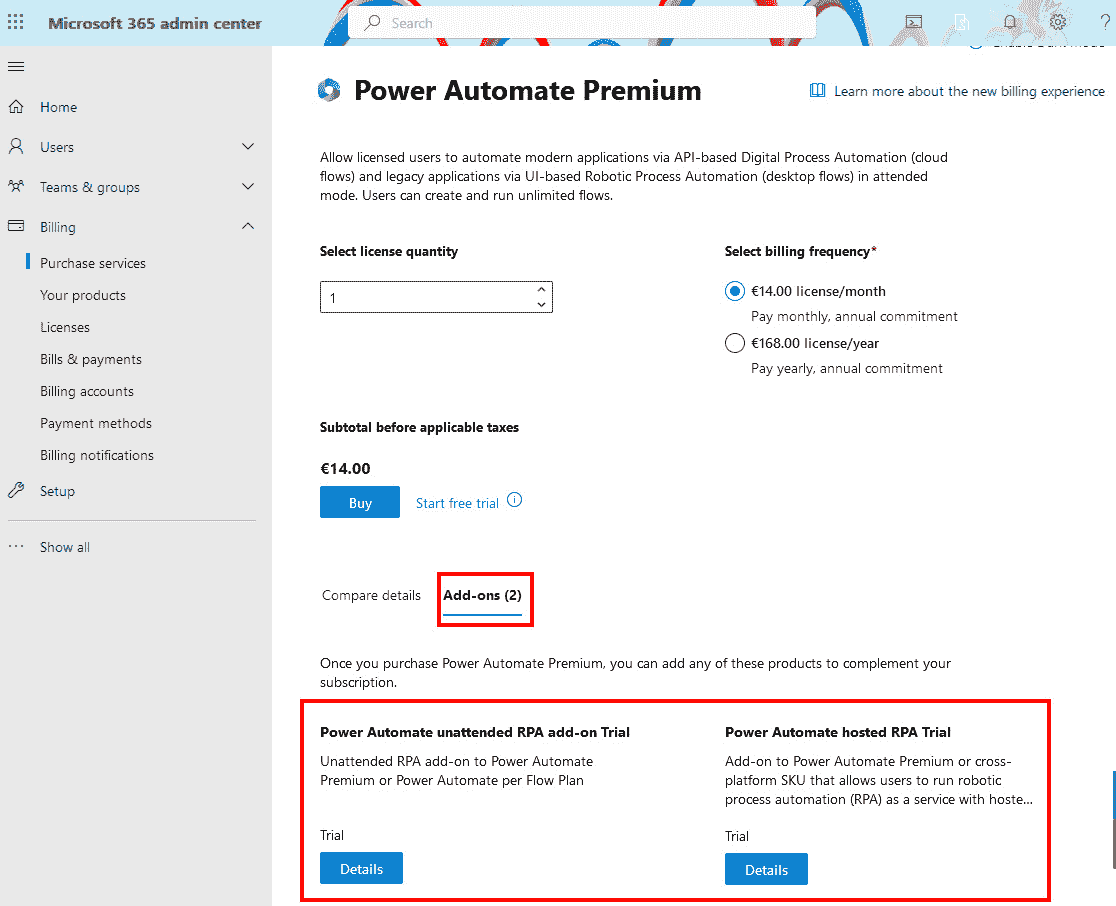 Microsoft 365 admin center
Search
?
Enable Dark mode
Home
Users
Teams & groups
Billing
Purchase services
Your products
Licenses
Bills & payments
Billing accounts
Payment methods
Billing notifications
Setup
Show all
Power Automate Premium
Learn more about the new billing experience
Allow licensed users to automate modern applications via API-based Digital Process Automation (cloud
flows) and legacy applications via UI-based Robotic Process Automation (desktop flows) in attended
mode. Users can create and run unlimited flows.
Select license quantity
1
Select billing frequency*
€14.00 license/month
Pay monthly, annual commitment
€168.00 license/year
Pay yearly, annual commitment
Subtotal before applicable taxes
€14.00
Buy
Start free trial
Compare details
Add-ons (2)
Once you purchase Power Automate Premium, you can add any of these products to complement your
subscription.
Power Automate unattended RPA add-on Trial
Unattended RPA add-on to Power Automate
Premium or Power Automate per Flow Plan
Trial
Details
Power Automate hosted RPA Trial
Add-on to Power Automate Premium or cross-
platform SKU that allows users to run robotic
process automation (RPA) as a service with hoste...
Trial
Details